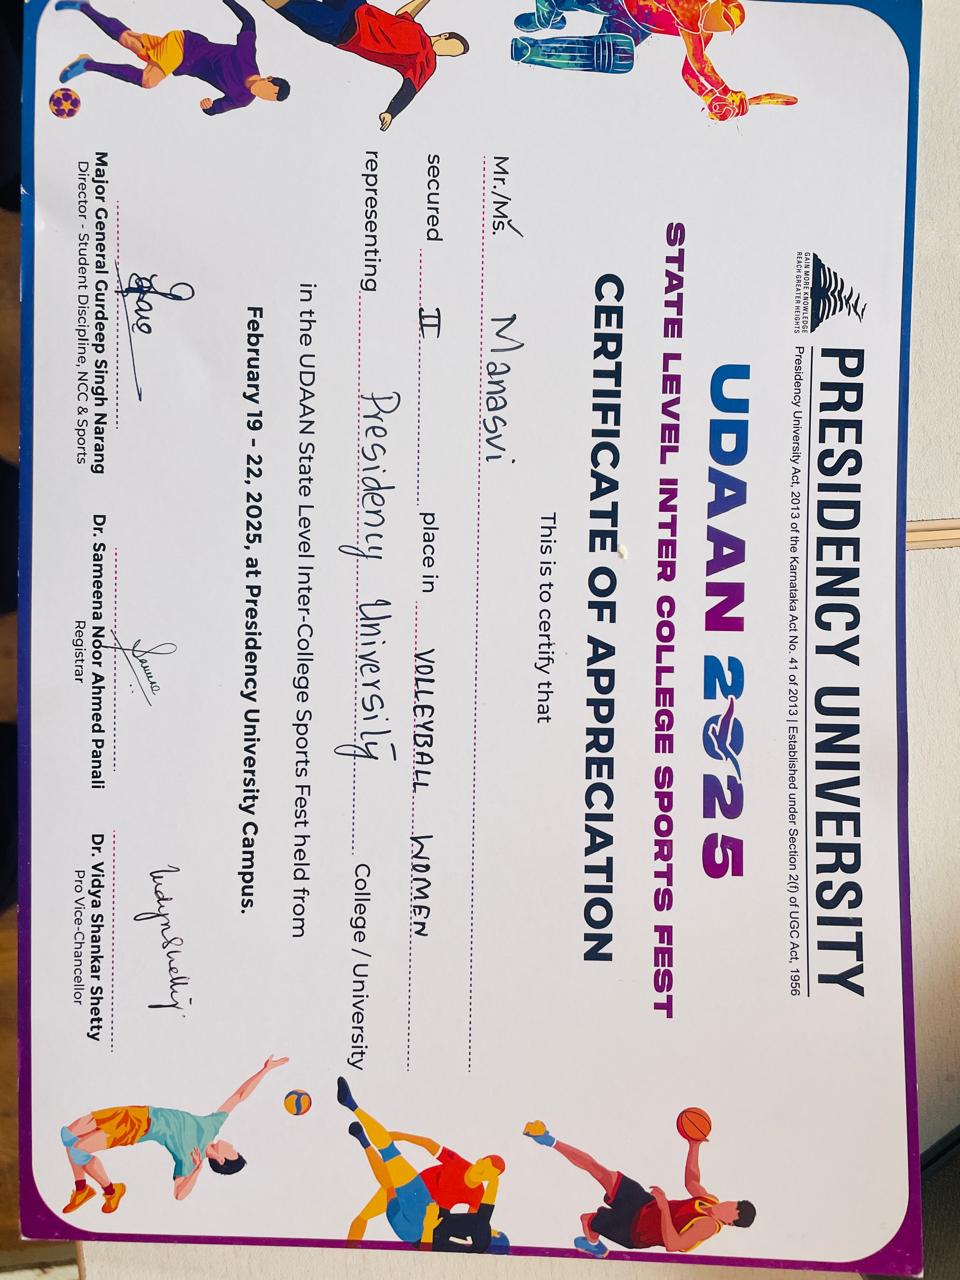 GAIN MORE KNOWLEDGE
REACH GREATER HEIGHTS
PRESIDENCY UNIVERSITY
Presidency University Act, 2013 of the Karnataka Act No. 41 of 2013 | Established under Section 2(f) of UGC Act, 1956
UDAAN 2025
STATE LEVEL INTER COLLEGE SPORTS FEST
CERTIFICATE OF APPRECIATION
This is to certify that
Mr./Ms. Manasvi
secured II place in VOLLEYBALL WOMEN
representing Presidency University College / University
in the UDAAN State Level Inter-College Sports Fest held from
February 19 - 22, 2025, at Presidency University Campus.
Major General Gurdeep Singh Narang
Director - Student Discipline, NCC & Sports
Dr. Sameena Noor Ahmed Panali
Registrar
Dr. Vidya Shankar Shetty
Pro Vice-Chancellor
7